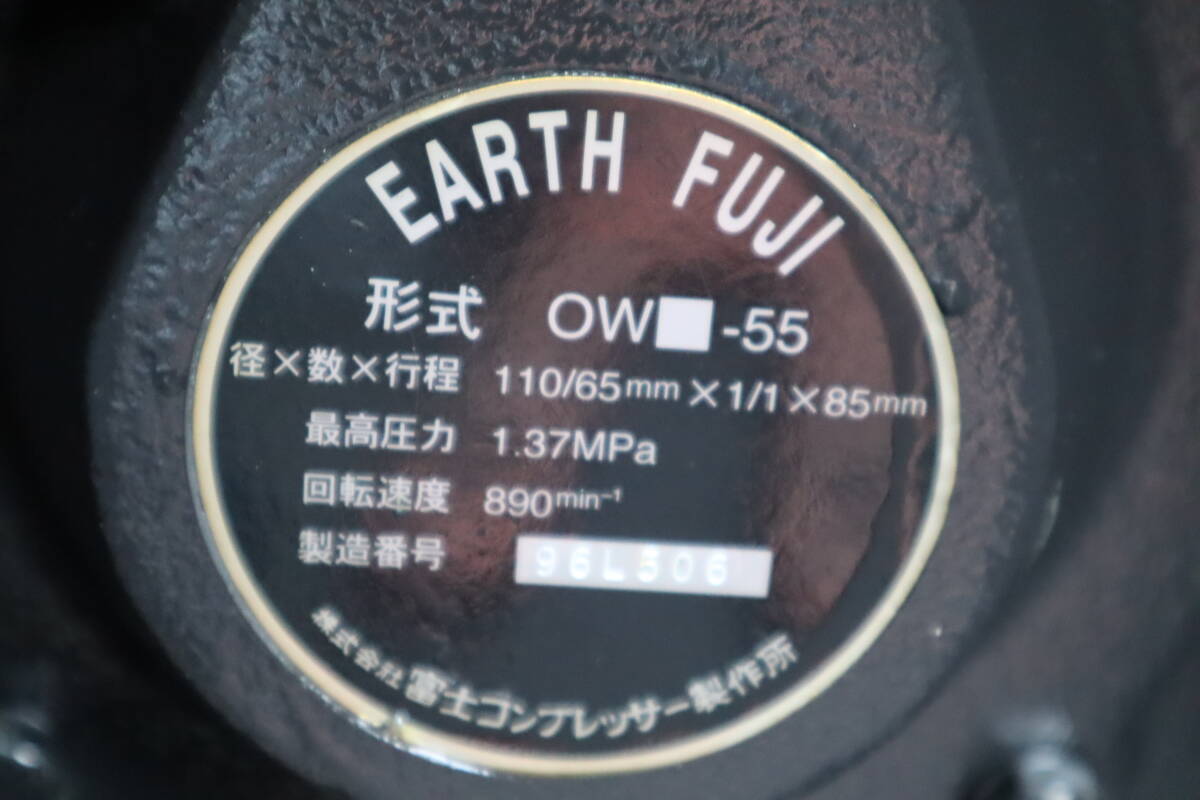 EARTH FUJI
形式 OW■-55
径×数×行程 110/65mm×1/1×85mm
最高圧力 1.37MPa
回転速度 890min⁻¹
製造番号 96L506
株式会社富士コンプレッサー製作所